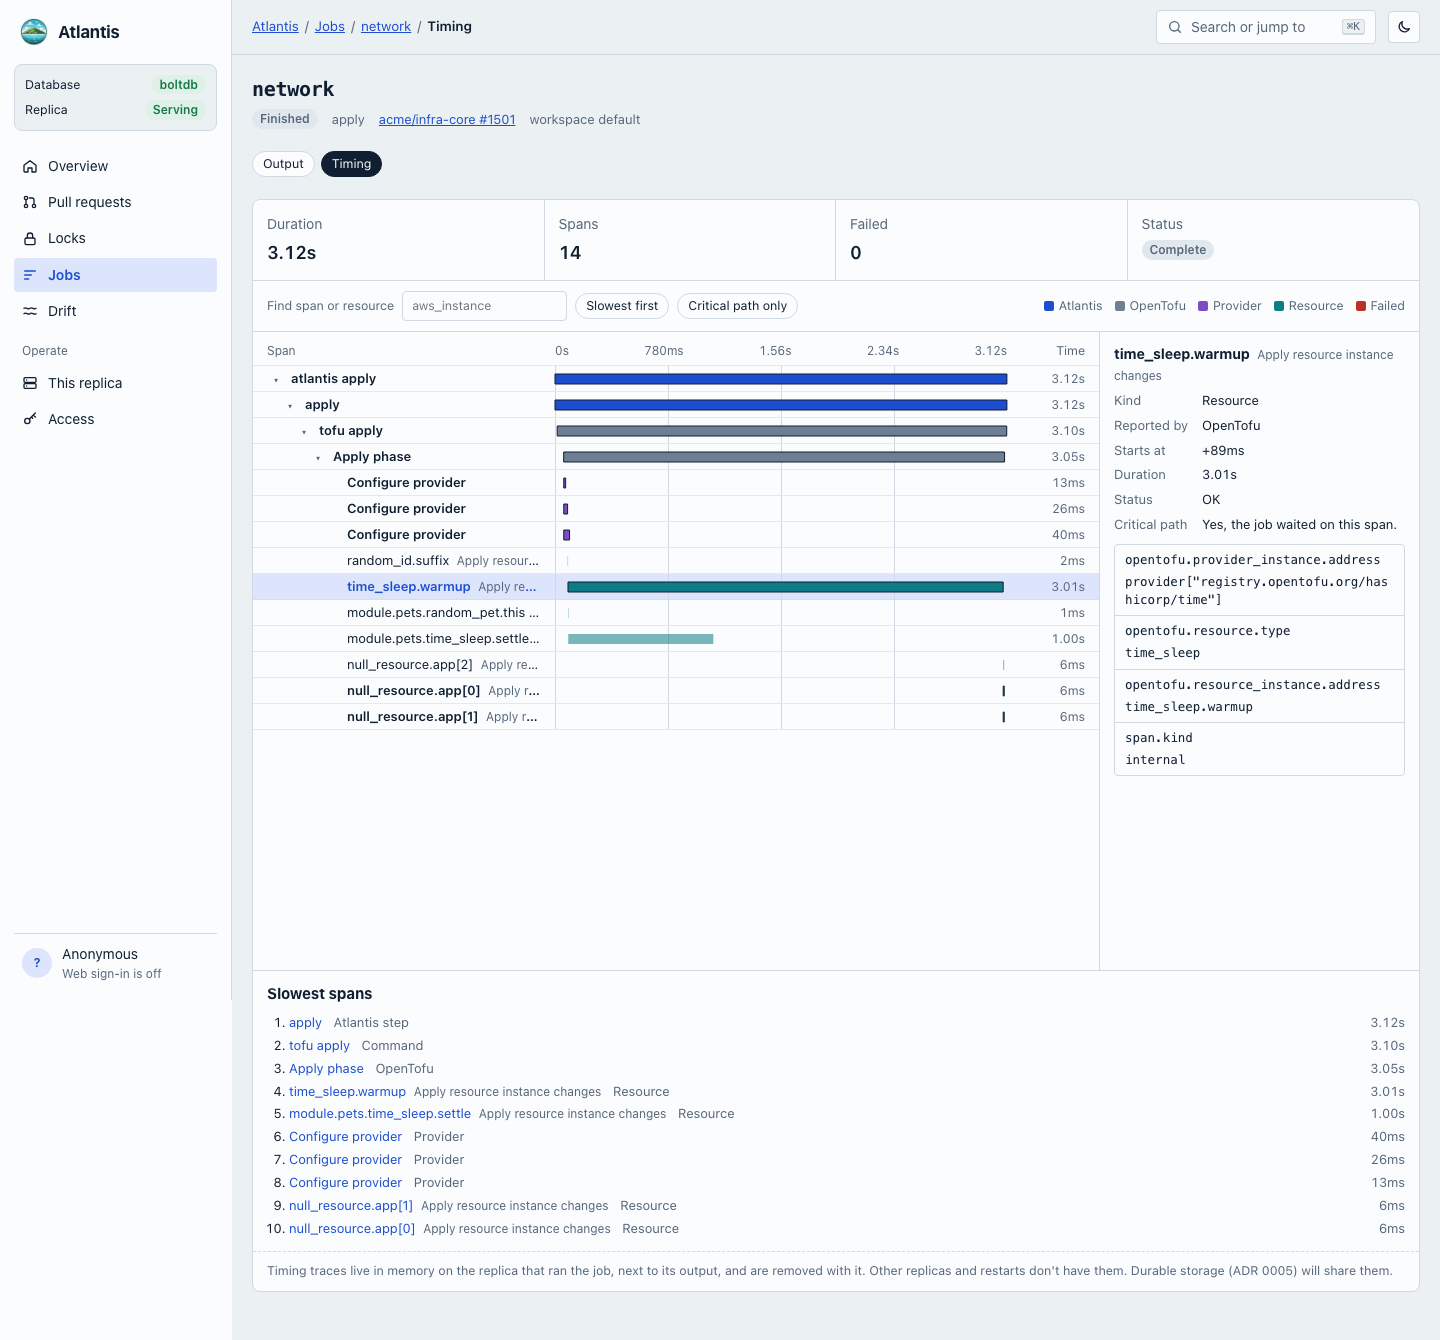 Atlantis
Database boltdb
Replica Serving
Overview
Pull requests
Locks
Jobs
Drift
Operate
This replica
Access
? Anonymous
Web sign-in is off
Atlantis / Jobs / network / Timing
Search or jump to ⌘K
network
Finished apply acme/infra-core #1501 workspace default
Output Timing
Duration Spans Failed Status
3.12s 14 0 Complete
Find span or resource aws_instance Slowest first Critical path only Atlantis OpenTofu Provider Resource Failed
Span 0s 780ms 1.56s 2.34s 3.12s Time
atlantis apply 3.12s
apply 3.12s
tofu apply 3.10s
Apply phase 3.05s
Configure provider 13ms
Configure provider 26ms
Configure provider 40ms
random_id.suffix Apply resour... 2ms
time_sleep.warmup Apply re... 3.01s
module.pets.random_pet.this ... 1ms
module.pets.time_sleep.settle... 1.00s
null_resource.app[2] Apply re... 6ms
null_resource.app[0] Apply r... 6ms
null_resource.app[1] Apply r... 6ms
time_sleep.warmup Apply resource instance
changes
Kind Resource
Reported by OpenTofu
Starts at +89ms
Duration 3.01s
Status OK
Critical path Yes, the job waited on this span.
opentofu.provider_instance.address
provider["registry.opentofu.org/has
hicorp/time"]
opentofu.resource.type
time_sleep
opentofu.resource_instance.address
time_sleep.warmup
span.kind
internal
Slowest spans
1. apply Atlantis step 3.12s
2. tofu apply Command 3.10s
3. Apply phase OpenTofu 3.05s
4. time_sleep.warmup Apply resource instance changes Resource 3.01s
5. module.pets.time_sleep.settle Apply resource instance changes Resource 1.00s
6. Configure provider Provider 40ms
7. Configure provider Provider 26ms
8. Configure provider Provider 13ms
9. null_resource.app[1] Apply resource instance changes Resource 6ms
10. null_resource.app[0] Apply resource instance changes Resource 6ms
Timing traces live in memory on the replica that ran the job, next to its output, and are removed with it. Other replicas and restarts don't have them. Durable storage (ADR 0005) will share them.